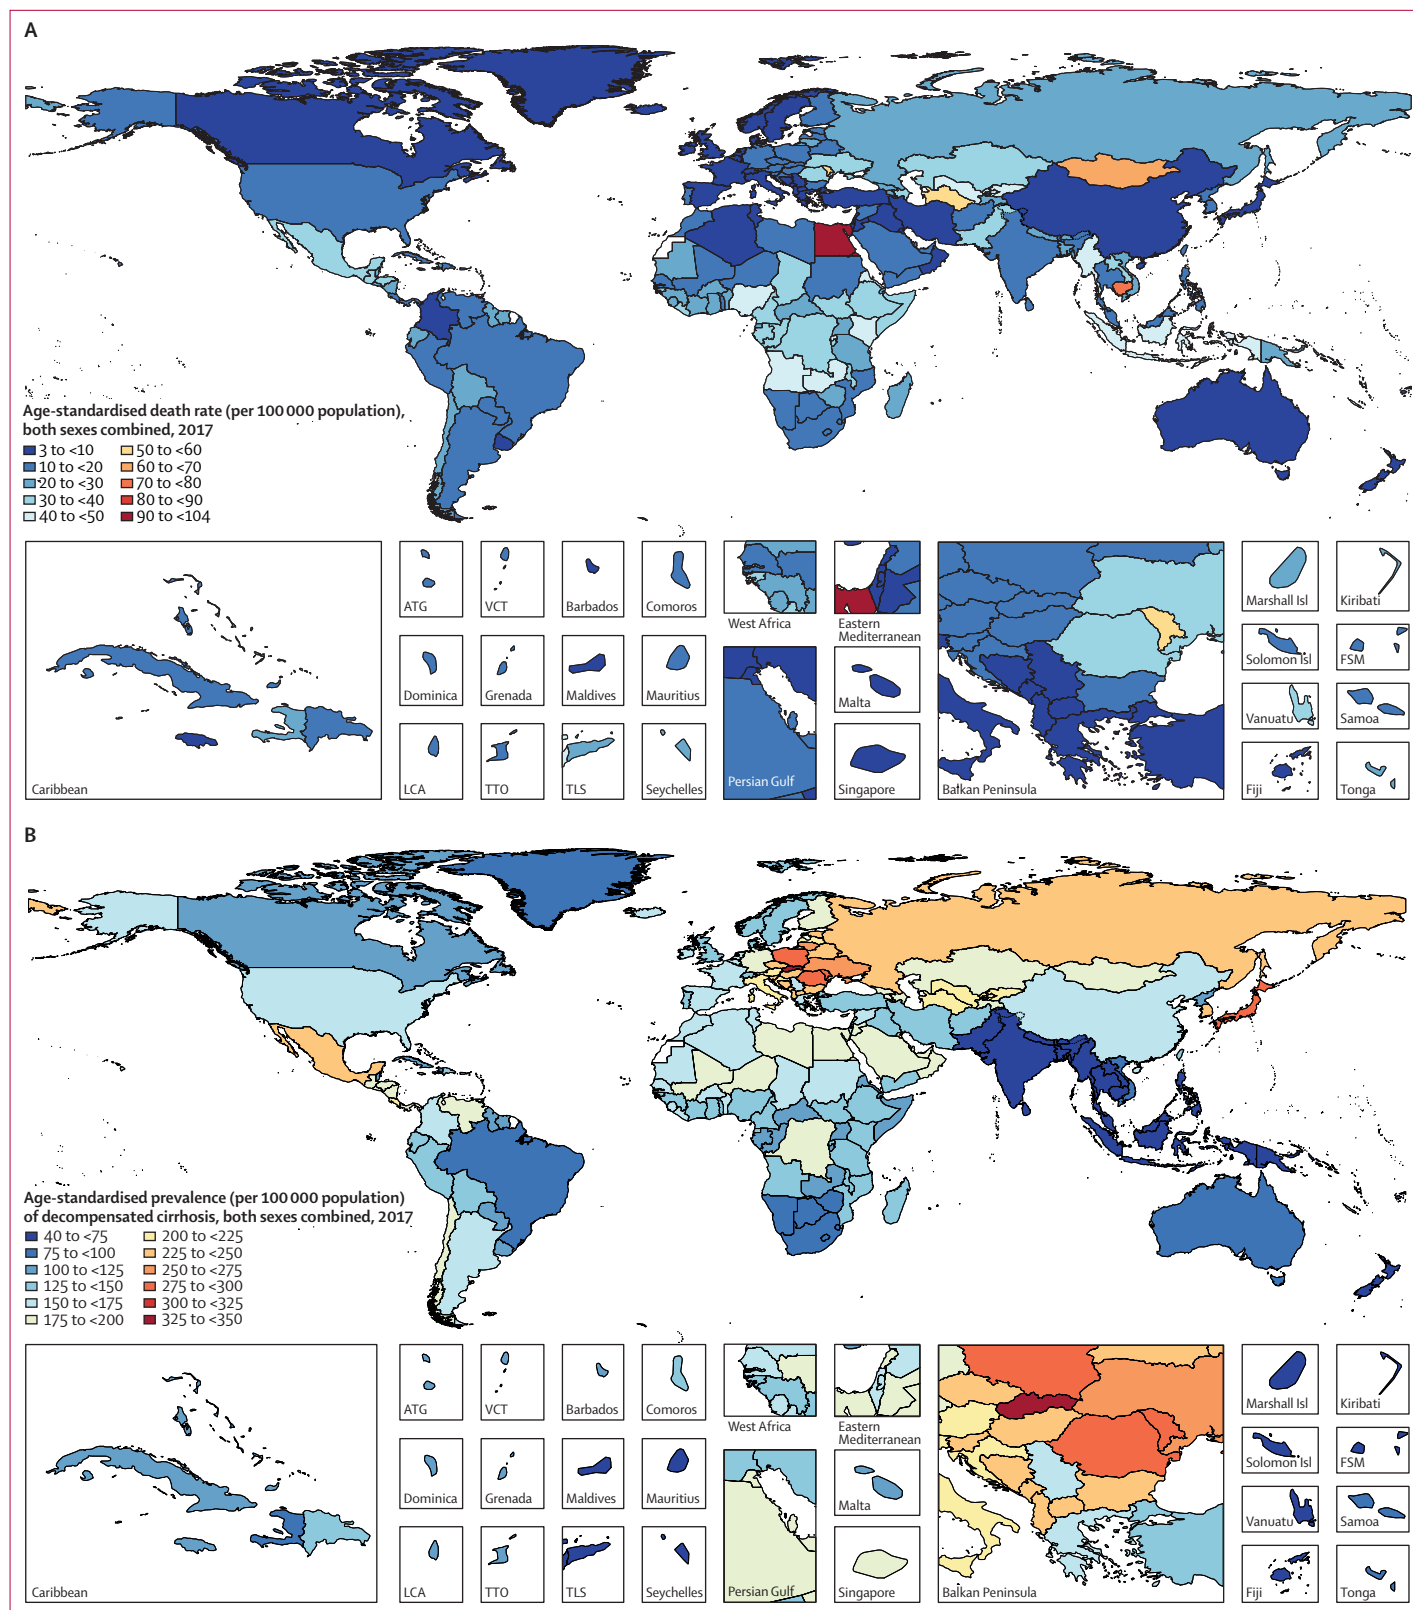 A
Age-standardised death rate (per 100 000 population),
both sexes combined, 2017
3 to <10
10 to <20
20 to <30
30 to <40
40 to <50
50 to <60
60 to <70
70 to <80
80 to <90
90 to <104
Caribbean
ATG
VCT
Barbados
Comoros
Dominica
Grenada
Maldives
Mauritius
LCA
TTO
TLS
Seychelles
West Africa
Eastern
Mediterranean
Persian Gulf
Malta
Singapore
Balkan Peninsula
Marshall Isl
Kiribati
Solomon Isl
FSM
Vanuatu
Samoa
Fiji
Tonga
B
Age-standardised prevalence (per 100 000 population)
of decompensated cirrhosis, both sexes combined, 2017
40 to <75
75 to <100
100 to <125
125 to <150
150 to <175
175 to <200
200 to <225
225 to <250
250 to <275
275 to <300
300 to <325
325 to <350
Caribbean
ATG
VCT
Barbados
Comoros
Dominica
Grenada
Maldives
Mauritius
LCA
TTO
TLS
Seychelles
West Africa
Eastern
Mediterranean
Persian Gulf
Malta
Singapore
Balkan Peninsula
Marshall Isl
Kiribati
Solomon Isl
FSM
Vanuatu
Samoa
Fiji
Tonga